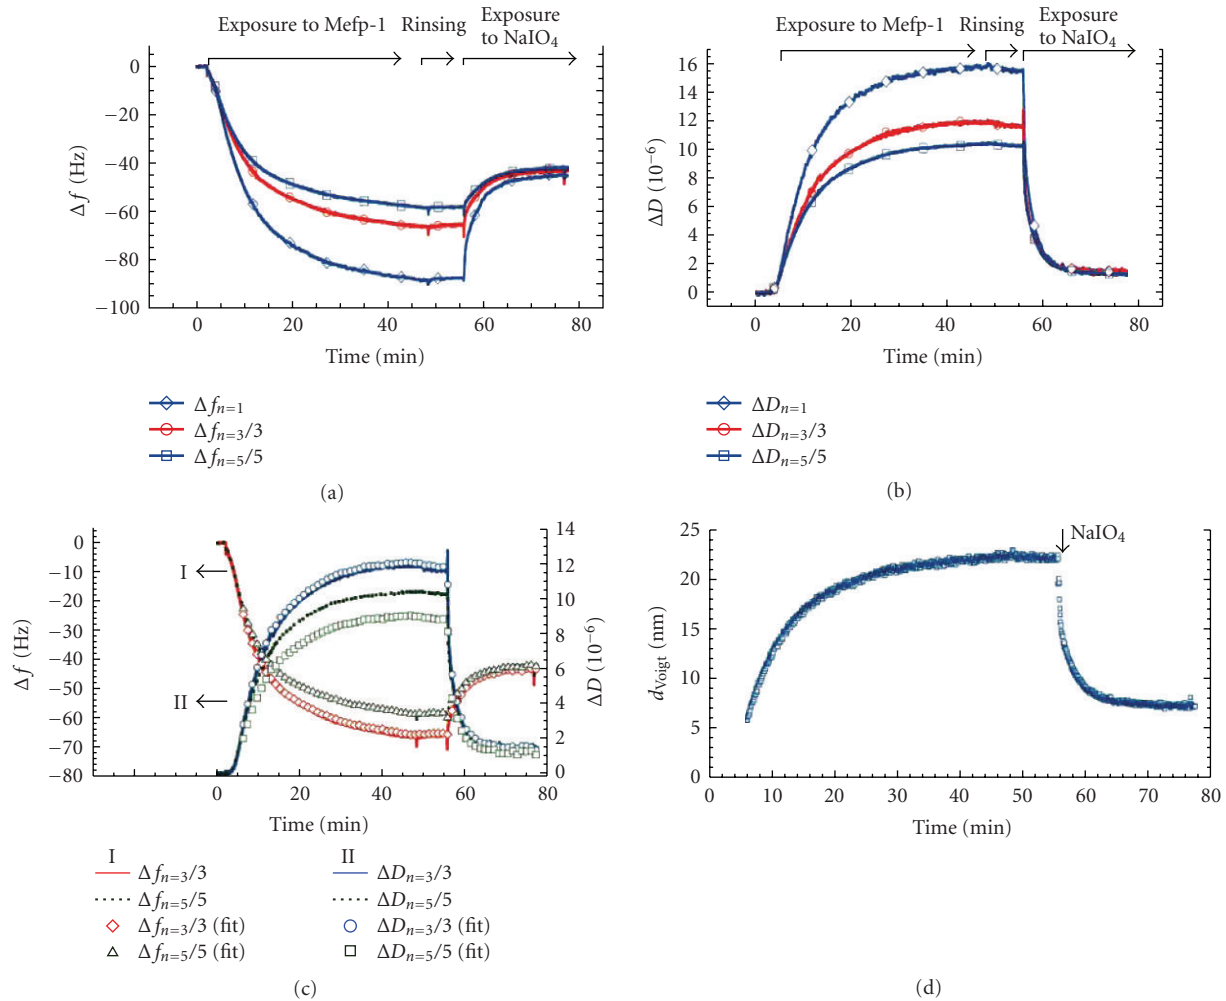 Exposure to Mefp-1
Rinsing
Exposure
to NaIO4
0
−20
−40
−60
−80
−100
Δf (Hz)
0
20
40
60
80
Time (min)
Δfn=1
Δfn=3/3
Δfn=5/5
(a)
Exposure to Mefp-1
Rinsing
Exposure
to NaIO4
16
14
12
10
8
6
4
2
0
ΔD (10−6)
0
20
40
60
80
Time (min)
ΔDn=1
ΔDn=3/3
ΔDn=5/5
(b)
0
−10
−20
−30
−40
−50
−60
−70
−80
Δf (Hz)
I
II
14
12
10
8
6
4
2
0
ΔD (10−6)
0
20
40
60
80
Time (min)
I
Δfn=3/3
Δfn=5/5
Δfn=3/3 (fit)
Δfn=5/5 (fit)
II
ΔDn=3/3
ΔDn=5/5
ΔDn=3/3 (fit)
ΔDn=5/5 (fit)
(c)
25
20
15
10
5
0
dVoigt (nm)
NaIO4
0
10
20
30
40
50
60
70
80
Time (min)
(d)